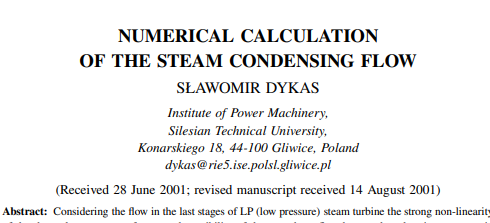 NUMERICAL CALCULATION
OF THE STEAM CONDENSING FLOW
SŁAWOMIR DYKAS
Institute of Power Machinery,
Silesian Technical University,
Konarskiego 18, 44-100 Gliwice, Poland
dykas@rie5.ise.polsl.gliwice.pl
(Received 28 June 2001; revised manuscript received 14 August 2001)
Abstract: Considering the flow in the last stages of LP (low pressure) steam turbine the strong non-linearity